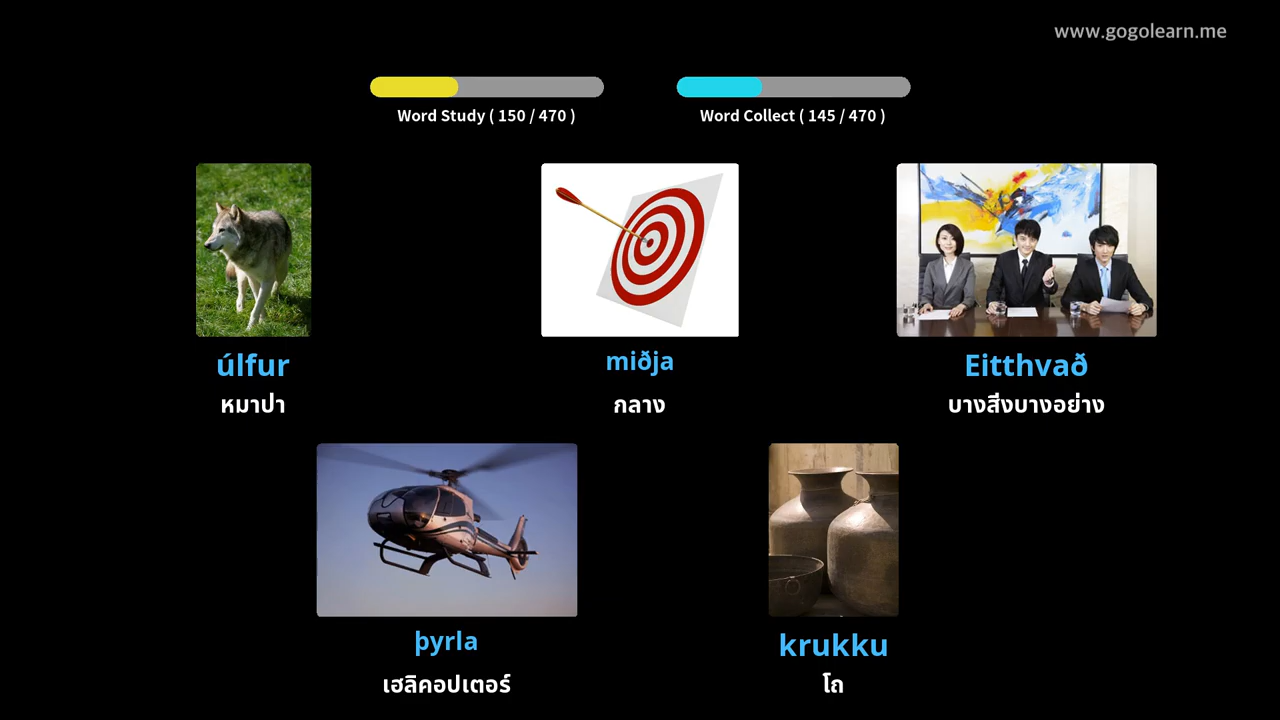 www.gogolearn.me
Word Study ( 150 / 470 )
Word Collect ( 145 / 470 )
úlfur
หมาป่า
miðja
กลาง
Eitthvað
บางสิ่งบางอย่าง
þyrla
เฮลิคอปเตอร์
krukku
โถ